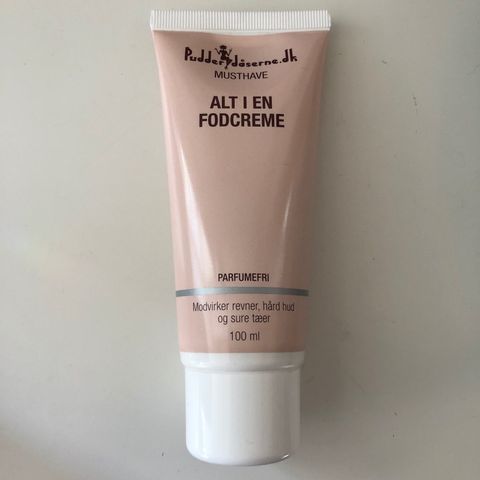 Pudderdåserne.dk
MUSTHAVE
ALT I EN
FODCREME
PARFUMEFRI
Modvirker revner, hård hud
og sure tæer
100 ml